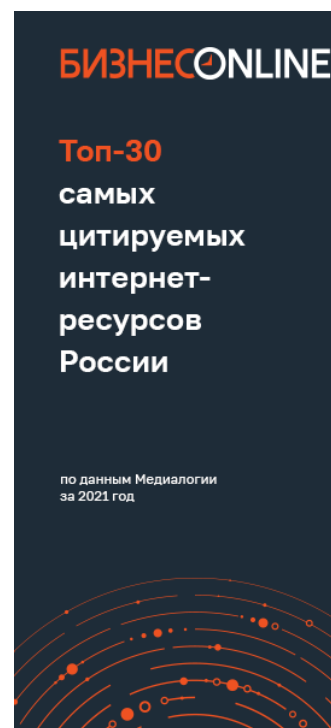 БИЗНЕСONLINE
Топ-30
самых
цитируемых
интернет-
ресурсов
России
по данным Медиалогии
за 2021 год